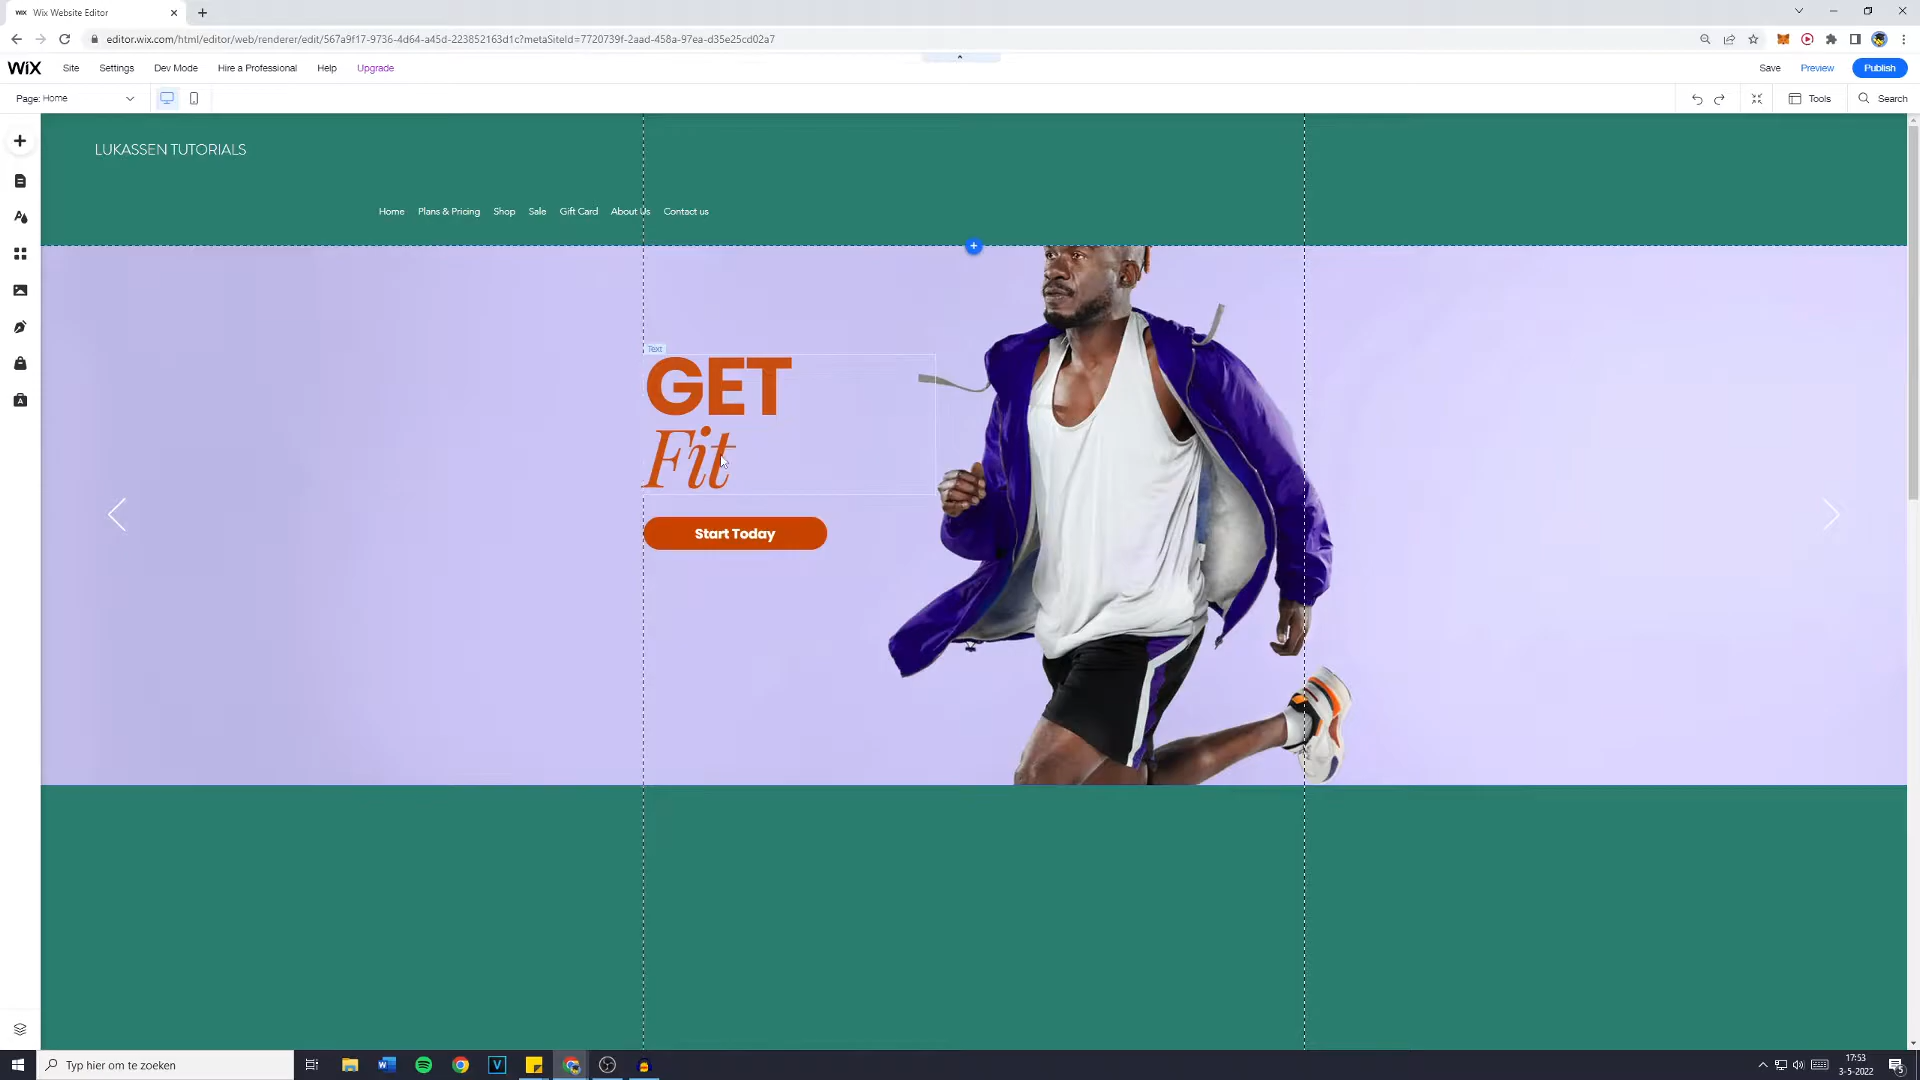 Wix Website Editor
editor.wix.com/html/editor/web/renderer/edit/567a9f17-9736-4d64-a45d-223852163d1c?metaSiteId=7720739f-2aad-458a-97ea-d35e25cd02a7
WiX Site Settings Dev Mode Hire a Professional Help Upgrade Save Preview Publish
Page: Home Tools Search
LUKASSEN TUTORIALS
Home Plans & Pricing Shop Sale Gift Card About Us Contact us
Text
GET
Fit
Start Today
Typ hier om te zoeken
17:53
3-5-2022